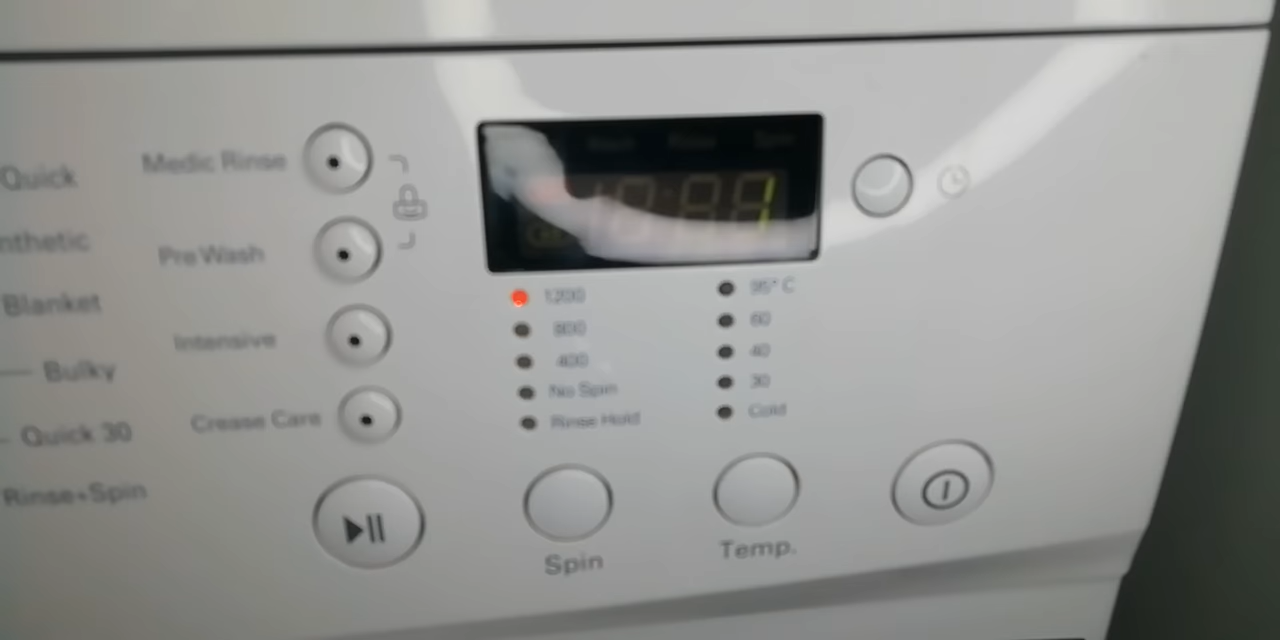 Quick
nthetic
Blanket
Bulky
Quick 30
Rinse+Spin
Medic Rinse
Pre Wash
Intensive
Crease Care
1
1200
800
400
No Spin
Rinse Hold
95° C
60
40
30
Cold
Spin
Temp.